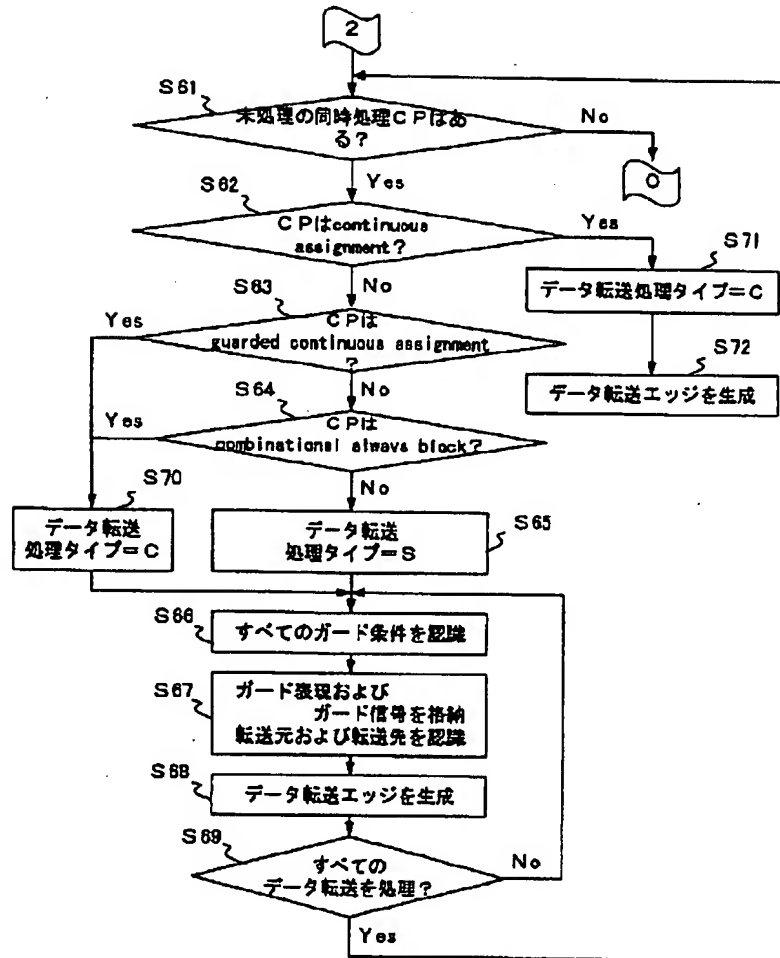 2
S61
未処理の同時処理CPはあ
る?
No
0
Yes
S62
CPはcontinuous
assignment?
Yes
S71
データ転送処理タイプ=C
No
S63
Yes
CPは
guarded continuous assignment
?
S72
データ転送エッジを生成
No
S64
Yes
CPは
combinational always block?
No
S70
データ転送
処理タイプ=C
データ転送
処理タイプ=S
S65
S66
すべてのガード条件を認識
S67
ガード表現および
ガード信号を格納
転送元および転送先を認識
S68
データ転送エッジを生成
S69
すべての
データ転送を処理?
No
Yes